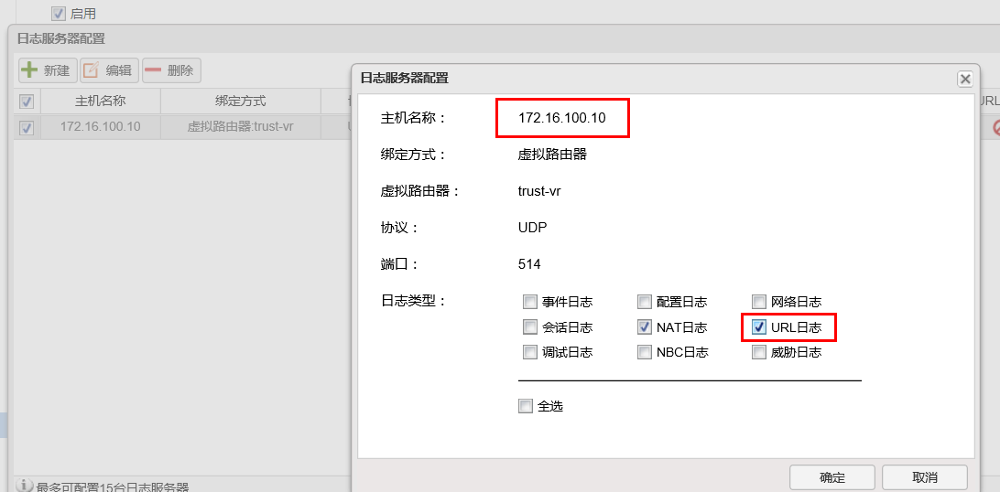 启用
日志服务器配置
新建 编辑 删除
主机名称 绑定方式
172.16.100.10 虚拟路由器:trust-vr
URL
最多可配置15台日志服务器
日志服务器配置
主机名称： 172.16.100.10
绑定方式： 虚拟路由器
虚拟路由器： trust-vr
协议： UDP
端口： 514
日志类型： 事件日志 配置日志 网络日志
会话日志 NAT日志 URL日志
调试日志 NBC日志 威胁日志
全选
确定 取消